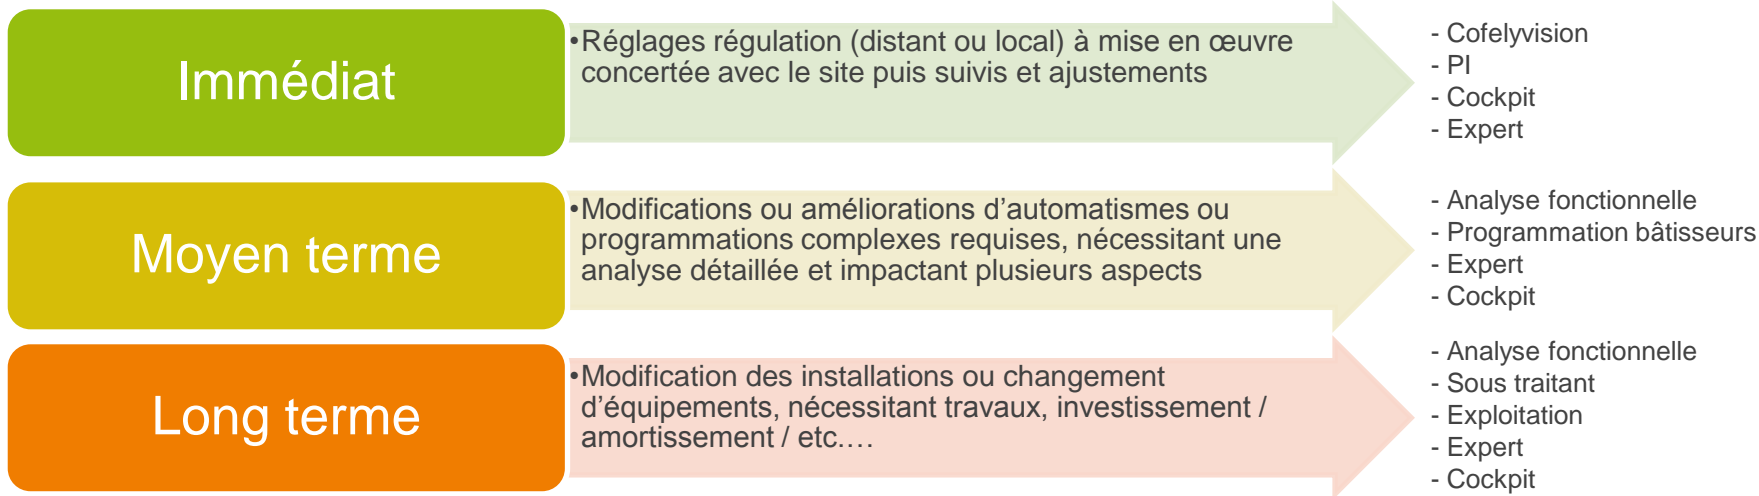 Immédiat
•Réglages régulation (distant ou local) à mise en œuvre
concertée avec le site puis suivis et ajustements
- Cofelyvision
- PI
- Cockpit
- Expert
Moyen terme
•Modifications ou améliorations d’automatismes ou
programmations complexes requises, nécessitant une
analyse détaillée et impactant plusieurs aspects
- Analyse fonctionnelle
- Programmation bâtisseurs
- Expert
- Cockpit
Long terme
•Modification des installations ou changement
d’équipements, nécessitant travaux, investissement /
amortissement / etc.…
- Analyse fonctionnelle
- Sous traitant
- Exploitation
- Expert
- Cockpit